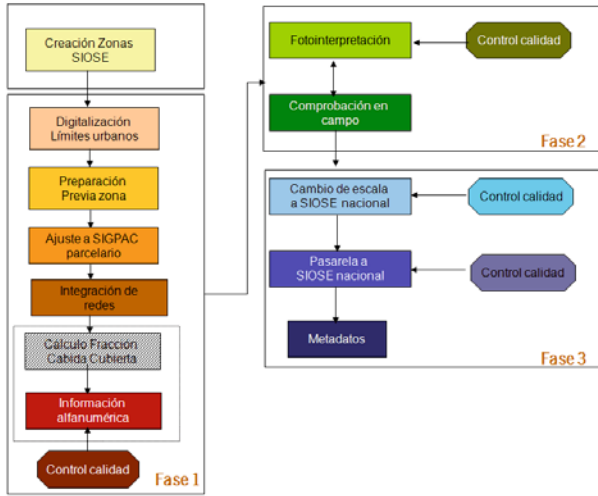 Creación Zonas
SIOSE
Digitalización
Límites urbanos
Preparación
Previa zona
Ajuste a SIGPAC
parcelario
Integración de
redes
Cálculo Fracción
Cabida Cubierta
Información
alfanumérica
Control calidad
Fase 1
Fotointerpretación
Control calidad
Comprobación en
campo
Fase 2
Cambio de escala
a SIOSE nacional
Control calidad
Pasarela a
SIOSE nacional
Control calidad
Metadatos
Fase 3